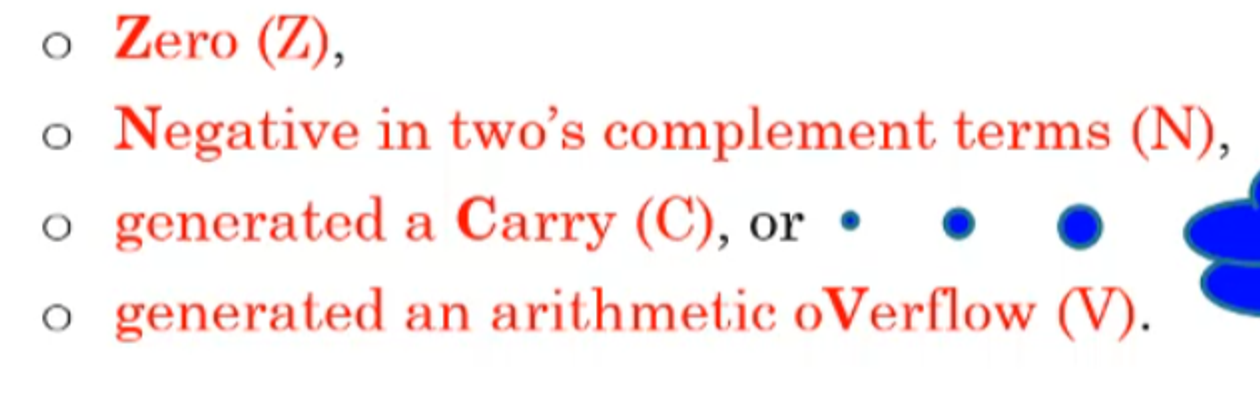 Zero (Z),
Negative in two's complement terms (N),
generated a Carry (C), or
generated an arithmetic oVerflow (V).